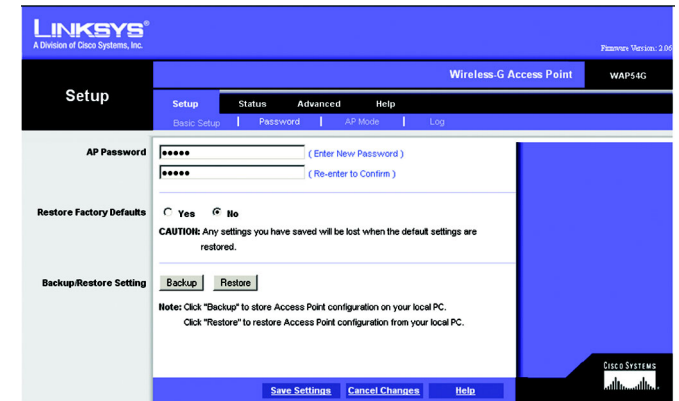 LINKSYS®
A Division of Cisco Systems, Inc.
Firmware Version: 2.06
Wireless-G Access Point WAP54G
Setup
Setup Status Advanced Help
Basic Setup | Password | AP Mode | Log
AP Password
●●●●● ( Enter New Password )
●●●●● ( Re-enter to Confirm )
Restore Factory Defaults
Yes No
CAUTION: Any settings you have saved will be lost when the default settings are
restored.
Backup/Restore Setting
Backup Restore
Note: Click "Backup" to store Access Point configuration on your local PC.
Click "Restore" to restore Access Point configuration from your local PC.
CISCO SYSTEMS
Save Settings Cancel Changes Help